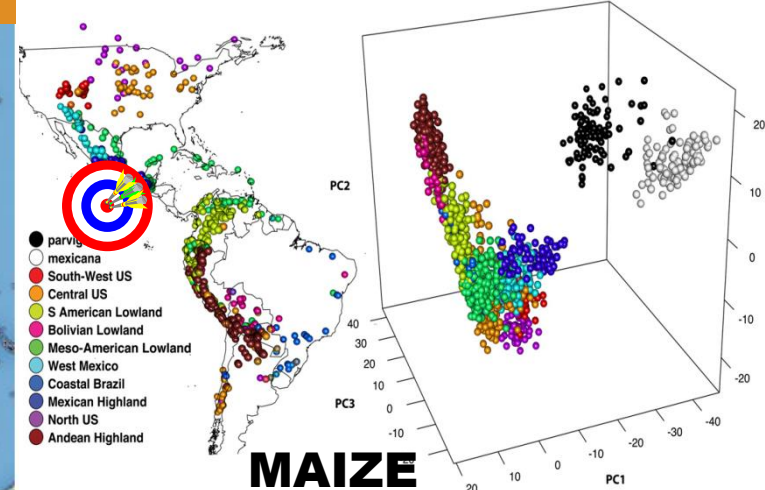 mexicana
South-West US
Central US
S American Lowland
Bolivian Lowland
Meso-American Lowland
West Mexico
Coastal Brazil
Mexican Highland
North US
Andean Highland
MAIZE
PC2
PC3
40
30
20
10
0
-10
20
10
0
-10
-20
-30
-40
PC1
20
10
0
-10
-20